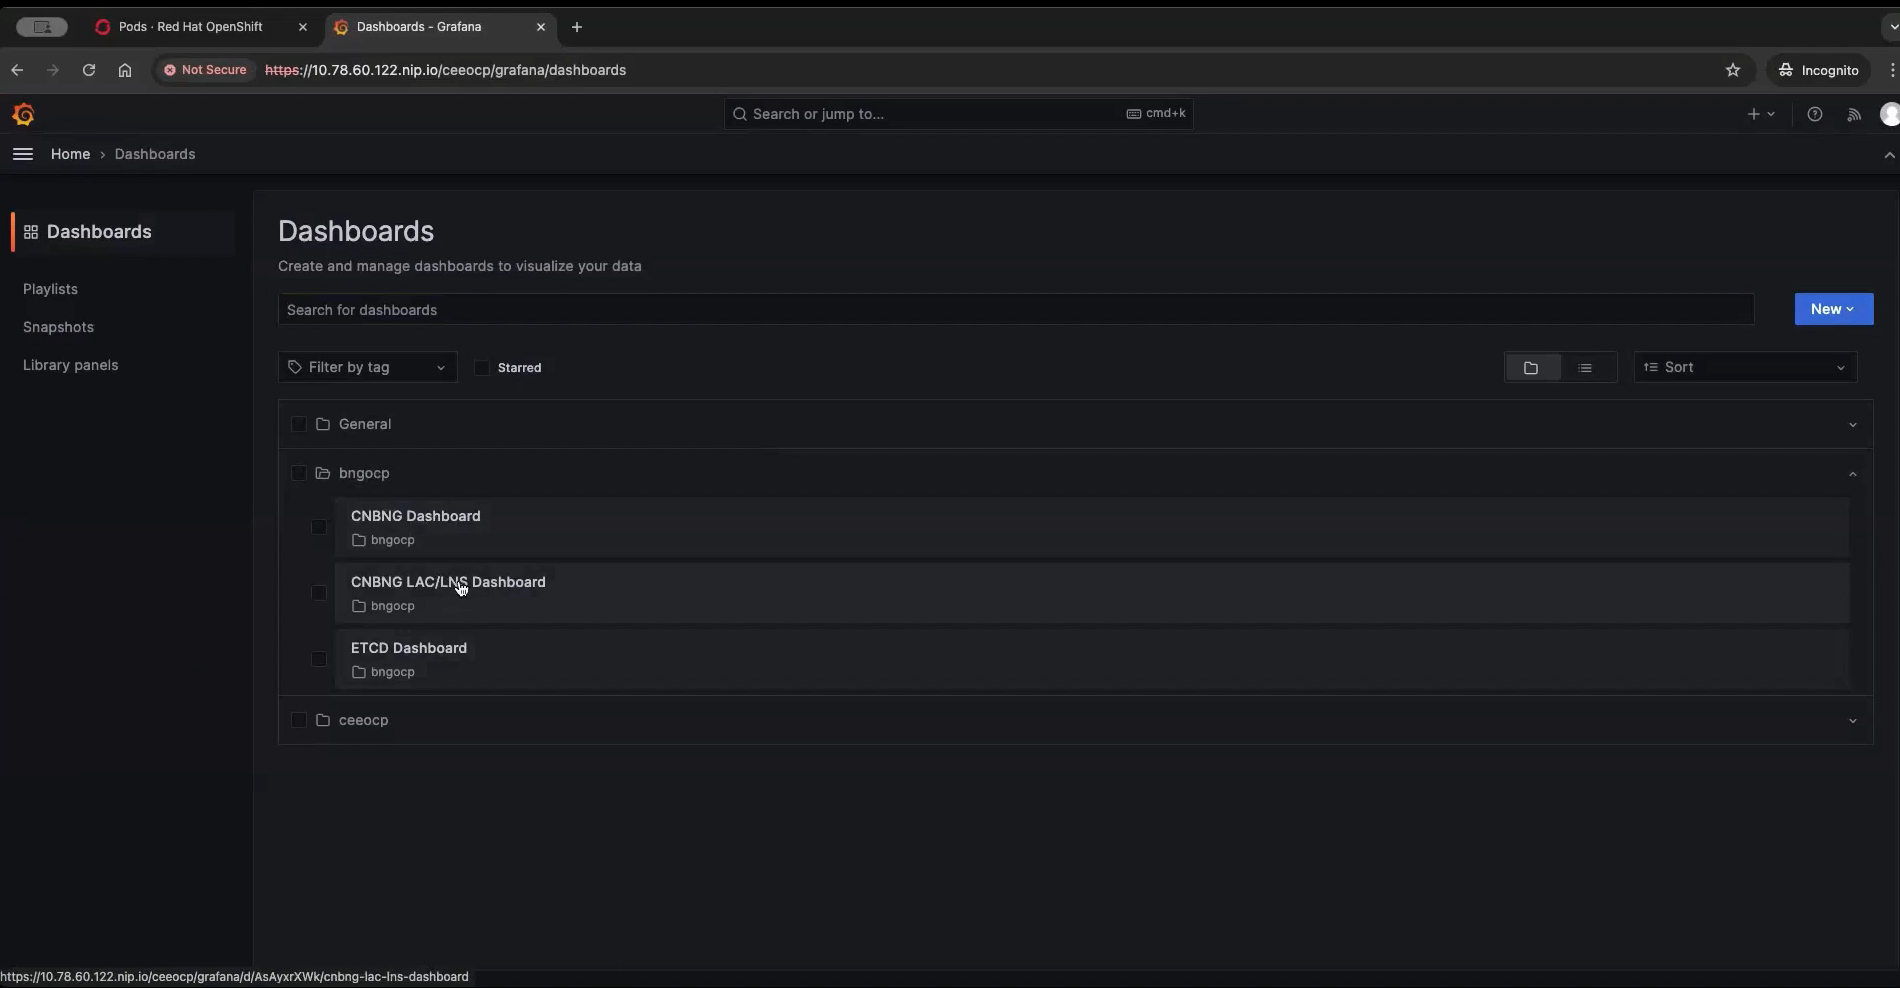 Pods · Red Hat OpenShift
Dashboards - Grafana
Not Secure
https://10.78.60.122.nip.io/ceeocp/grafana/dashboards
Incognito
Search or jump to...
cmd+k
Home › Dashboards
Dashboards
Playlists
Snapshots
Library panels
Dashboards
Create and manage dashboards to visualize your data
Search for dashboards
New
Filter by tag
Starred
Sort
General
bngocp
CNBNG Dashboard
bngocp
CNBNG LAC/LNS Dashboard
bngocp
ETCD Dashboard
bngocp
ceeocp
https://10.78.60.122.nip.io/ceeocp/grafana/d/AsAyxrXWk/cnbng-lac-lns-dashboard